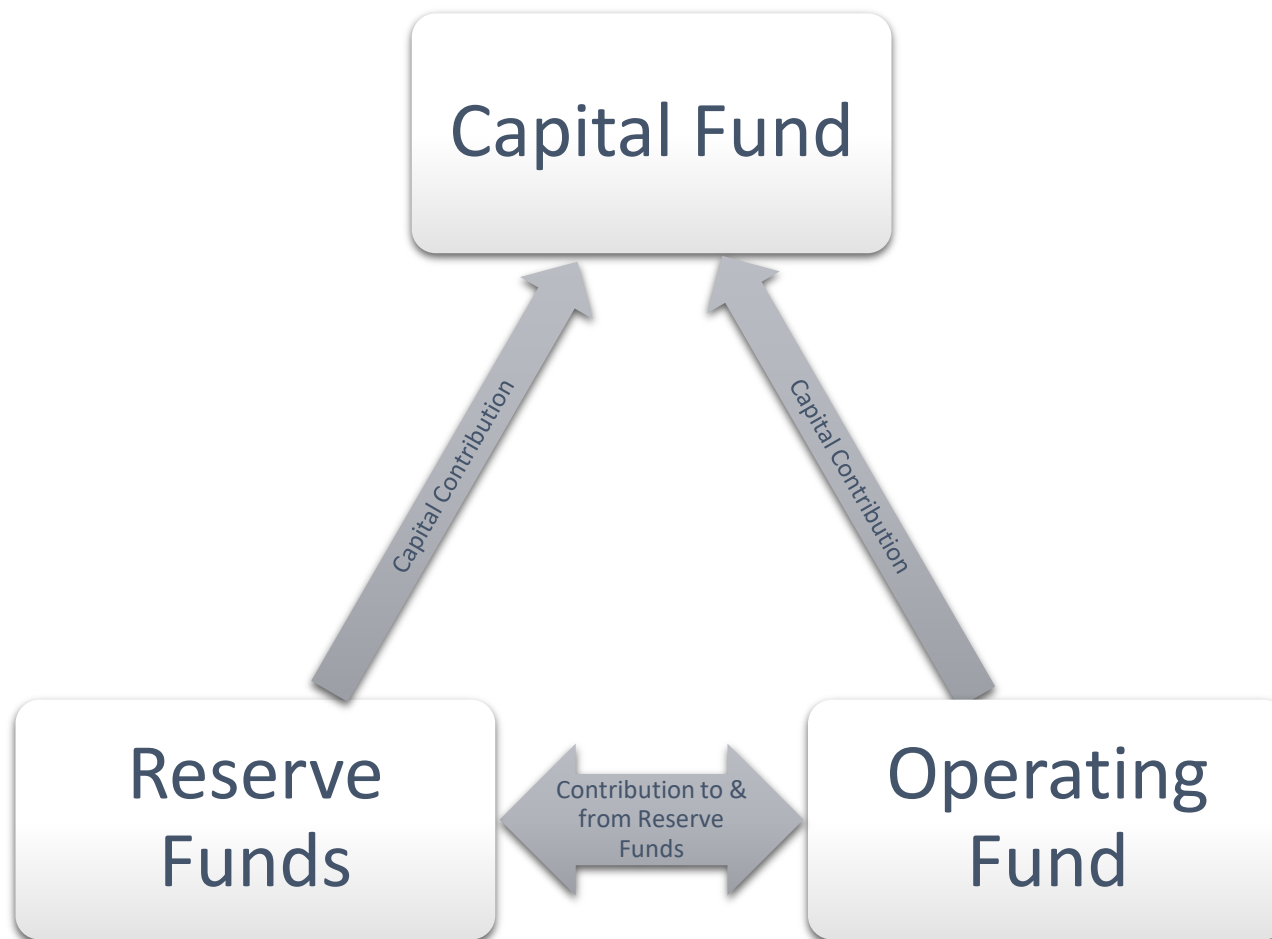 Capital Fund
Capital Contribution
Capital Contribution
Reserve
Funds
Contribution to &
from Reserve
Funds
Operating
Fund